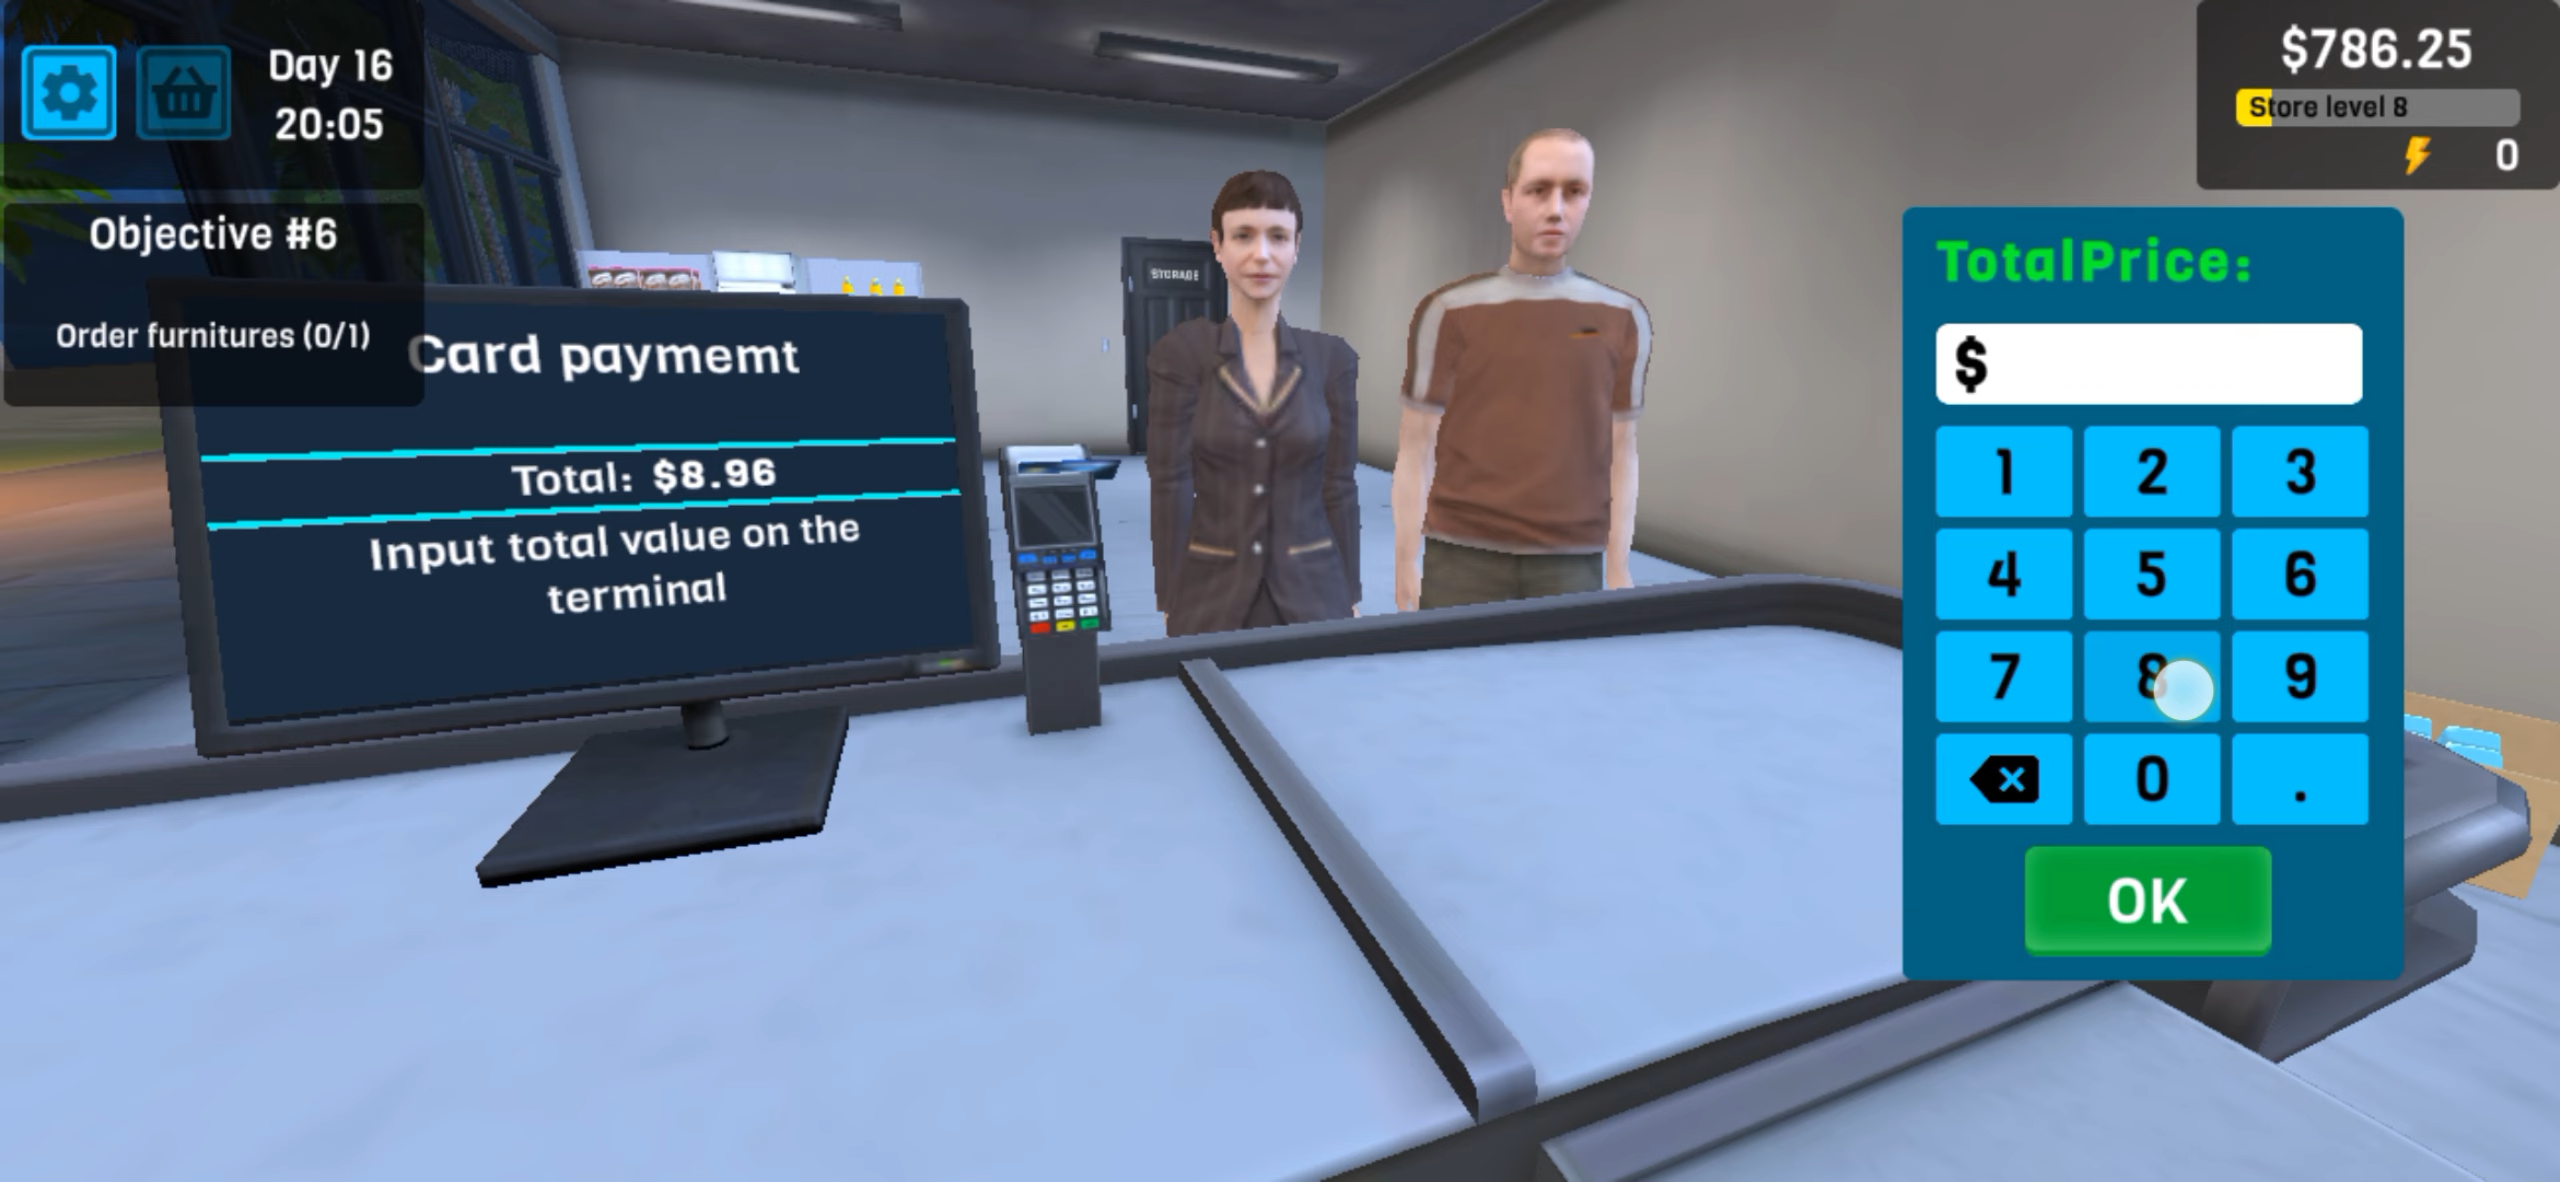 Day 16
20:05
$786.25
Store level 8
0
Objective #6
Order furnitures (0/1)
STORAGE
Card paymemt
Total: $8.96
Input total value on the
terminal
TotalPrice:
$
1 2 3
4 5 6
7 8 9
0 .
OK